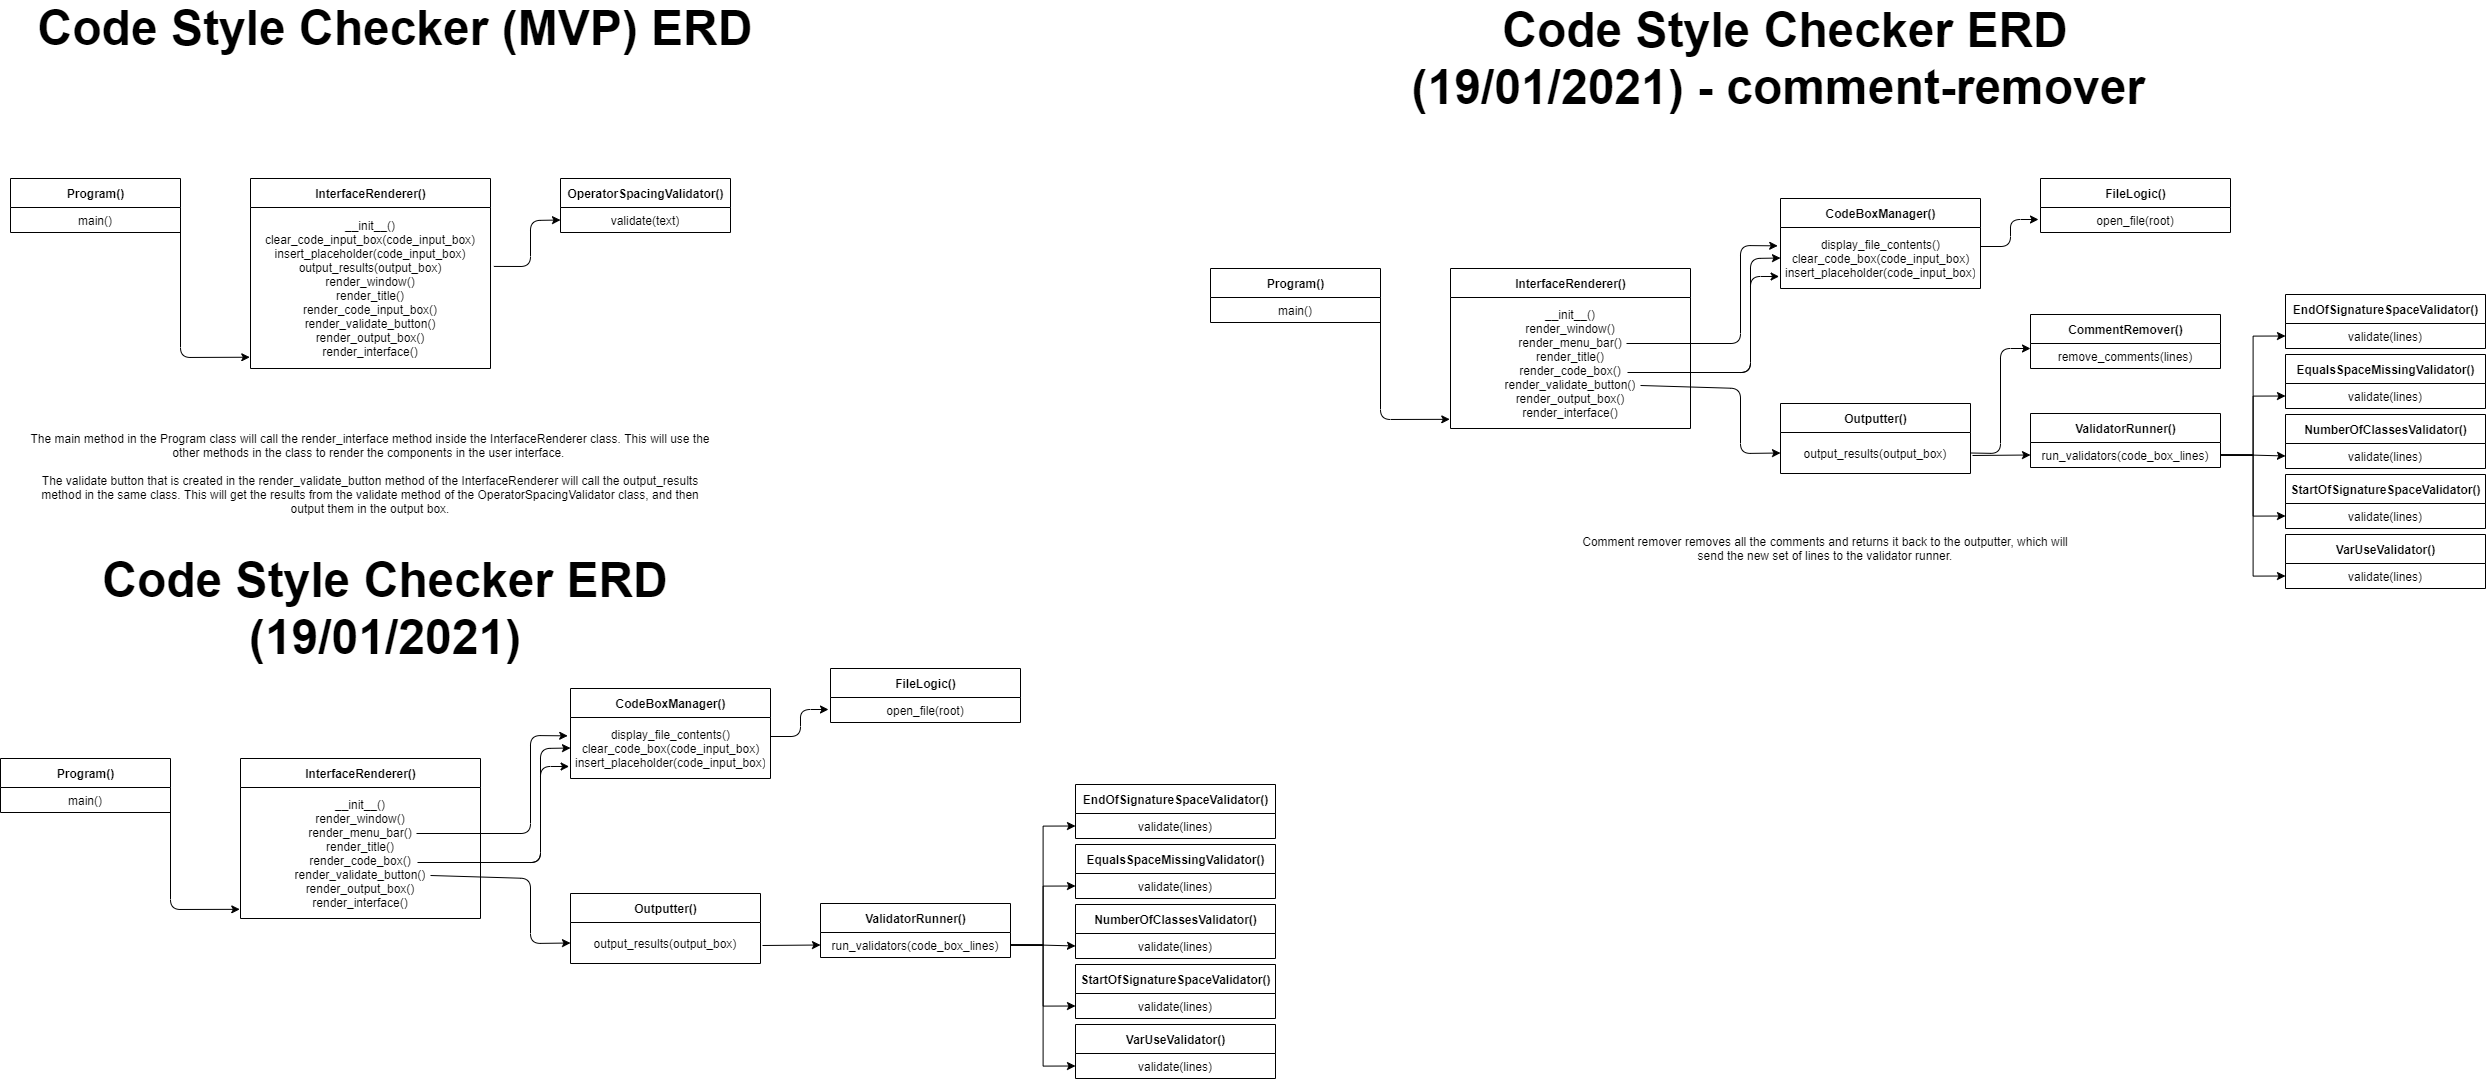 Code Style Checker (MVP) ERD
Program()
main()
InterfaceRenderer()
__init__()
clear_code_input_box(code_input_box)
insert_placeholder(code_input_box)
output_results(output_box)
render_window()
render_title()
render_code_input_box()
render_validate_button()
render_output_box()
render_interface()
OperatorSpacingValidator()
validate(text)
The main method in the Program class will call the render_interface method inside the InterfaceRenderer class. This will use the
other methods in the class to render the components in the user interface.
The validate button that is created in the render_validate_button method of the InterfaceRenderer will call the output_results
method in the same class. This will get the results from the validate method of the OperatorSpacingValidator class, and then
output them in the output box.
Code Style Checker ERD
(19/01/2021)
Program()
main()
InterfaceRenderer()
__init__()
render_window()
render_menu_bar()
render_title()
render_code_box()
render_validate_button()
render_output_box()
render_interface()
CodeBoxManager()
display_file_contents()
clear_code_box(code_input_box)
insert_placeholder(code_input_box)
FileLogic()
open_file(root)
Outputter()
output_results(output_box)
ValidatorRunner()
run_validators(code_box_lines)
EndOfSignatureSpaceValidator()
validate(lines)
EqualsSpaceMissingValidator()
validate(lines)
NumberOfClassesValidator()
validate(lines)
StartOfSignatureSpaceValidator()
validate(lines)
VarUseValidator()
validate(lines)
Code Style Checker ERD
(19/01/2021) - comment-remover
Program()
main()
InterfaceRenderer()
__init__()
render_window()
render_menu_bar()
render_title()
render_code_box()
render_validate_button()
render_output_box()
render_interface()
CodeBoxManager()
display_file_contents()
clear_code_box(code_input_box)
insert_placeholder(code_input_box)
FileLogic()
open_file(root)
Outputter()
output_results(output_box)
CommentRemover()
remove_comments(lines)
ValidatorRunner()
run_validators(code_box_lines)
EndOfSignatureSpaceValidator()
validate(lines)
EqualsSpaceMissingValidator()
validate(lines)
NumberOfClassesValidator()
validate(lines)
StartOfSignatureSpaceValidator()
validate(lines)
VarUseValidator()
validate(lines)
Comment remover removes all the comments and returns it back to the outputter, which will
send the new set of lines to the validator runner.